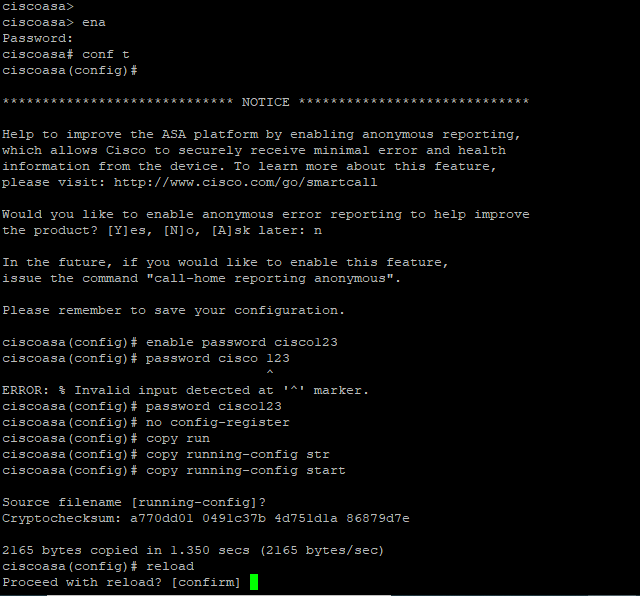 ciscoasa>
ciscoasa> ena
Password:
ciscoasa# conf t
ciscoasa(config)#
***************************** NOTICE *****************************
Help to improve the ASA platform by enabling anonymous reporting,
which allows Cisco to securely receive minimal error and health
information from the device. To learn more about this feature,
please visit: http://www.cisco.com/go/smartcall
Would you like to enable anonymous error reporting to help improve
the product? [Y]es, [N]o, [A]sk later: n
In the future, if you would like to enable this feature,
issue the command "call-home reporting anonymous".
Please remember to save your configuration.
ciscoasa(config)# enable password cisco123
ciscoasa(config)# password cisco 123
^
ERROR: % Invalid input detected at '^' marker.
ciscoasa(config)# password cisco123
ciscoasa(config)# no config-register
ciscoasa(config)# copy run
ciscoasa(config)# copy running-config str
ciscoasa(config)# copy running-config start
Source filename [running-config]?
Cryptochecksum: a770dd01 0491c37b 4d751d1a 86879d7e
2165 bytes copied in 1.350 secs (2165 bytes/sec)
ciscoasa(config)# reload
Proceed with reload? [confirm]